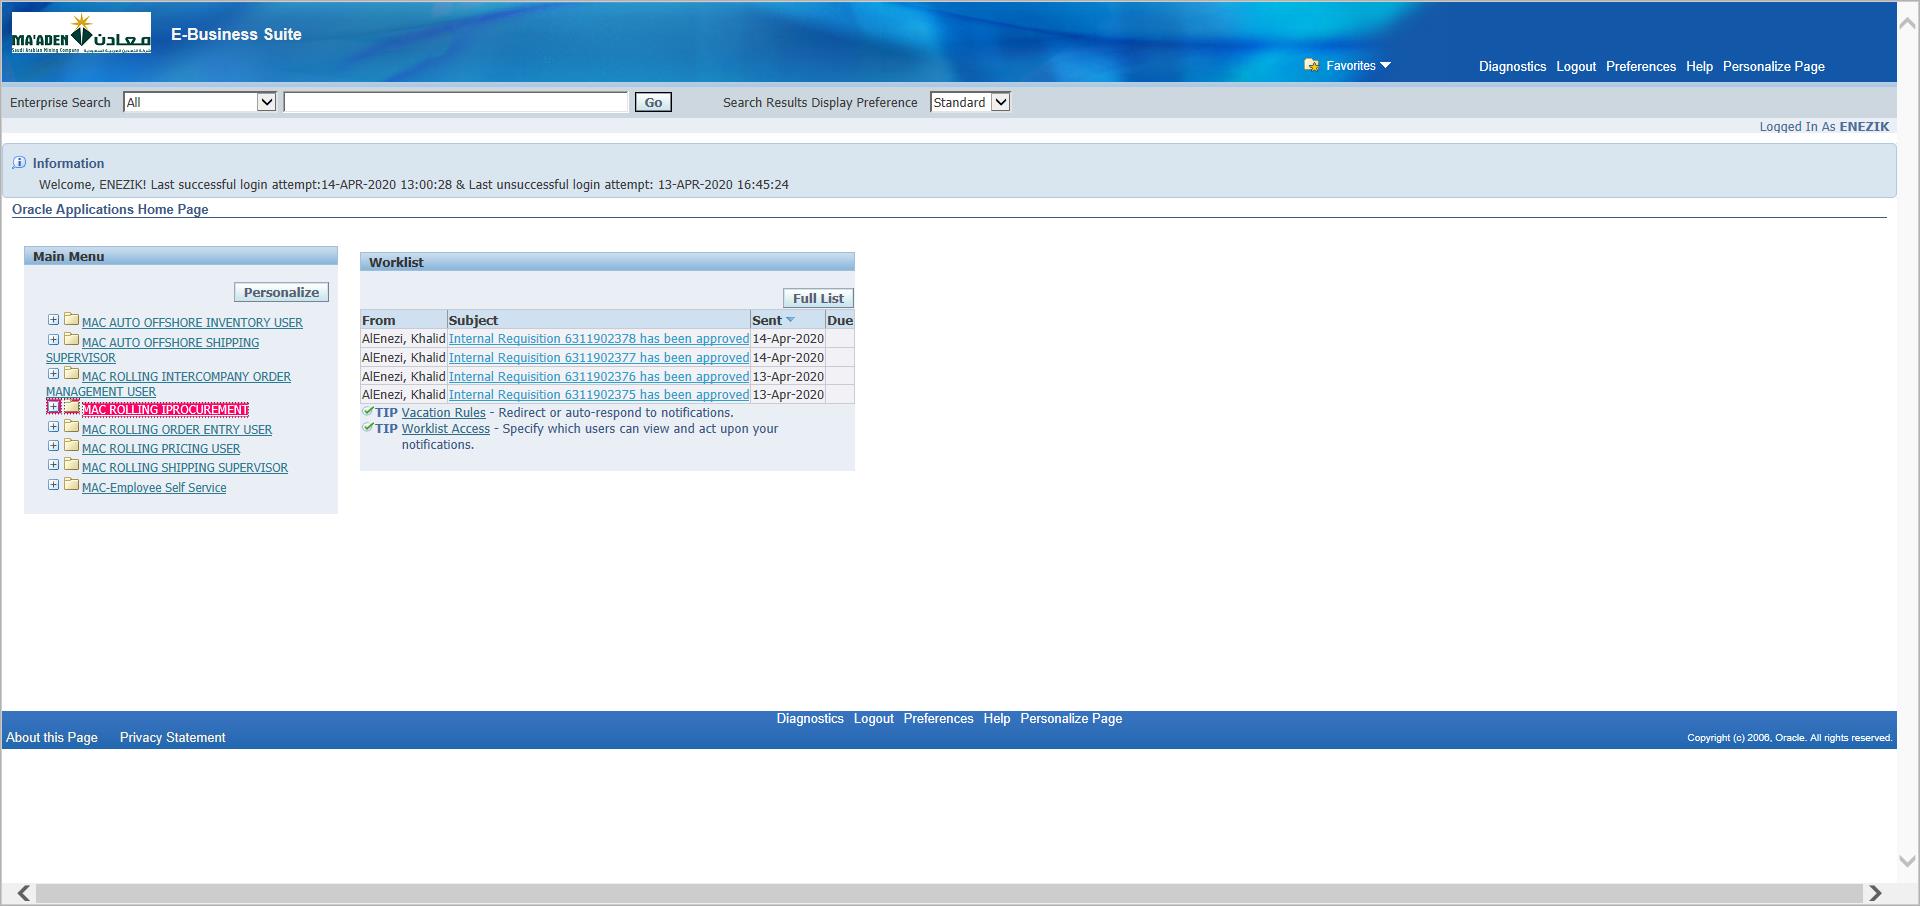 MA'ADEN معادن
Saudi Arabian Mining Company
E-Business Suite
Favorites
Diagnostics Logout Preferences Help Personalize Page
Enterprise Search All Go Search Results Display Preference Standard
Logged In As ENEZIK
Information
Welcome, ENEZIK! Last successful login attempt:14-APR-2020 13:00:28 & Last unsuccessful login attempt: 13-APR-2020 16:45:24
Oracle Applications Home Page
Main Menu
Personalize
MAC AUTO OFFSHORE INVENTORY USER
MAC AUTO OFFSHORE SHIPPING
SUPERVISOR
MAC ROLLING INTERCOMPANY ORDER
MANAGEMENT USER
MAC ROLLING IPROCUREMENT
MAC ROLLING ORDER ENTRY USER
MAC ROLLING PRICING USER
MAC ROLLING SHIPPING SUPERVISOR
MAC-Employee Self Service
Worklist
Full List
From Subject Sent Due
AlEnezi, Khalid Internal Requisition 6311902378 has been approved 14-Apr-2020
AlEnezi, Khalid Internal Requisition 6311902377 has been approved 14-Apr-2020
AlEnezi, Khalid Internal Requisition 6311902376 has been approved 13-Apr-2020
AlEnezi, Khalid Internal Requisition 6311902375 has been approved 13-Apr-2020
TIP Vacation Rules - Redirect or auto-respond to notifications.
TIP Worklist Access - Specify which users can view and act upon your
notifications.
Diagnostics Logout Preferences Help Personalize Page
About this Page Privacy Statement
Copyright (c) 2006, Oracle. All rights reserved.